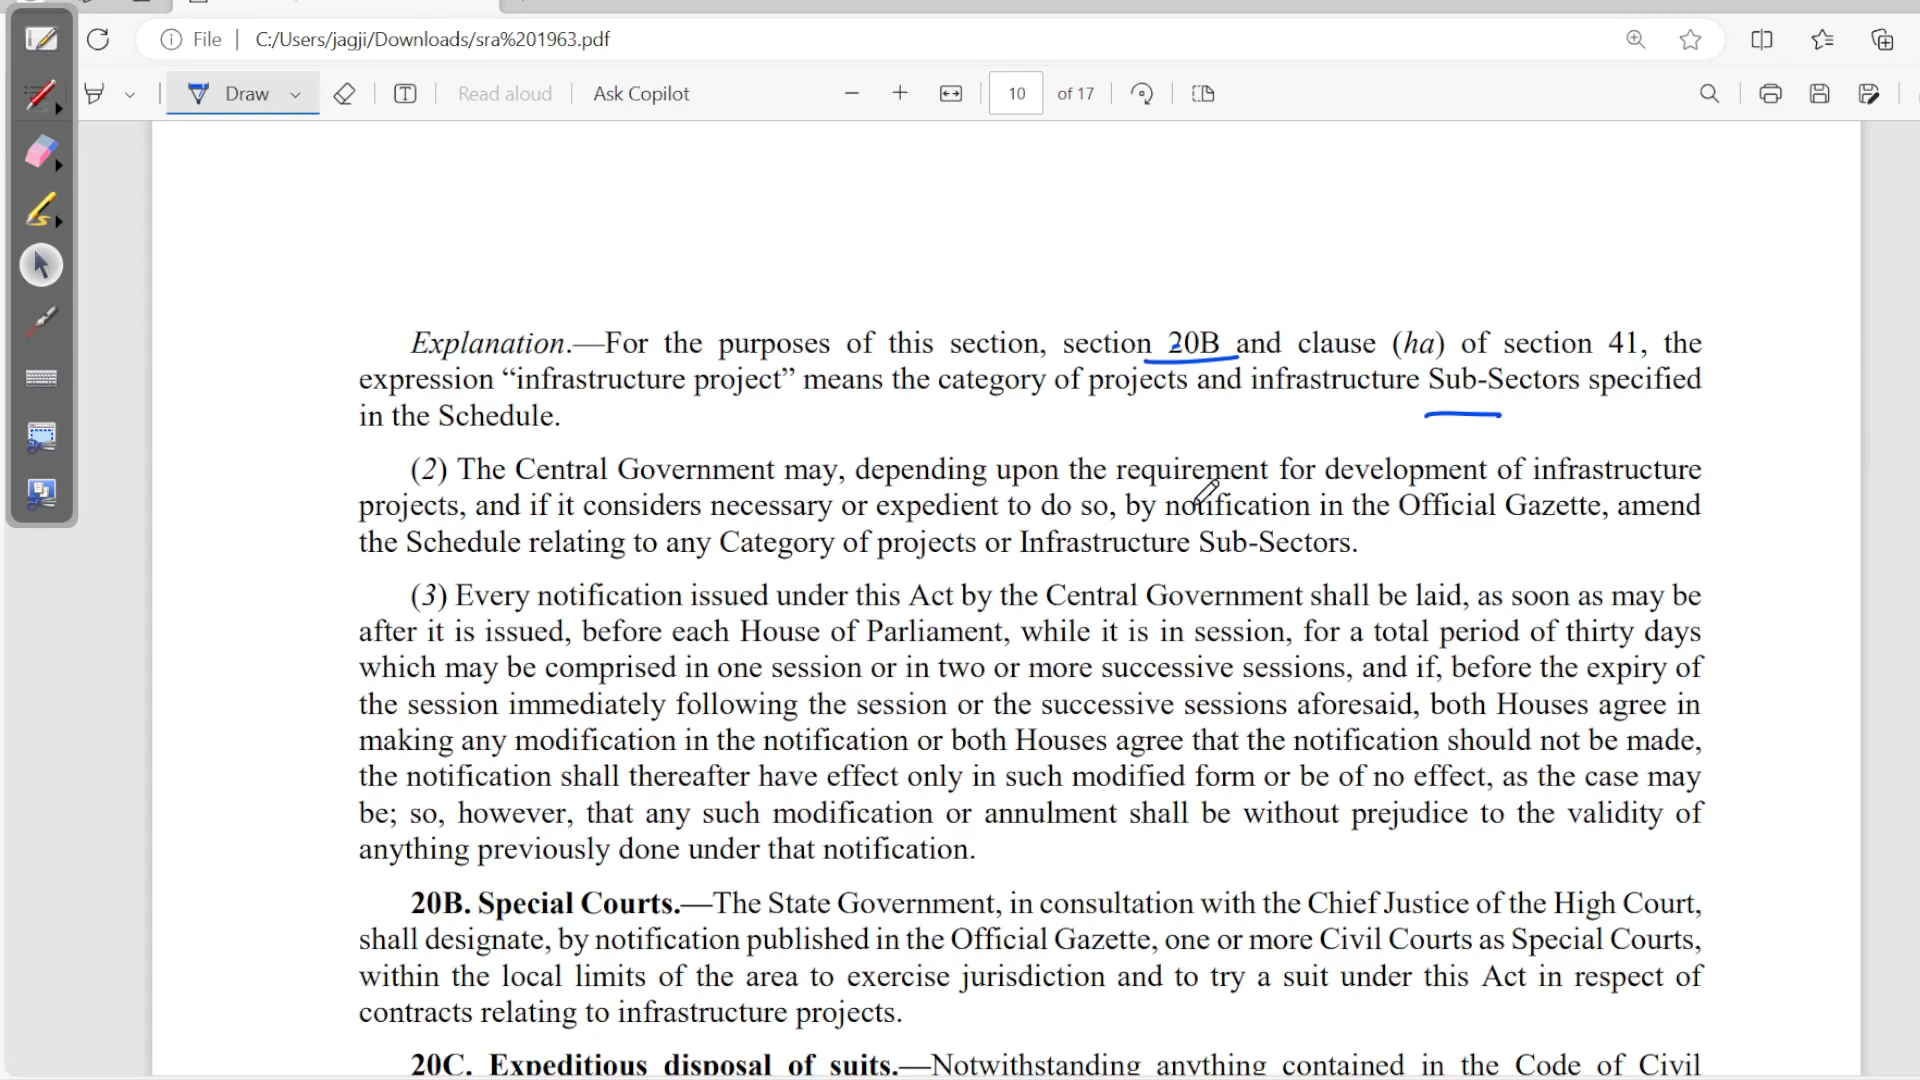 File
C:/Users/jagji/Downloads/sra%201963.pdf
Draw
Read aloud
Ask Copilot
10
of 17
Explanation.—For the purposes of this section, section 20B and clause (ha) of section 41, the
expression “infrastructure project” means the category of projects and infrastructure Sub-Sectors specified
in the Schedule.
(2) The Central Government may, depending upon the requirement for development of infrastructure
projects, and if it considers necessary or expedient to do so, by notification in the Official Gazette, amend
the Schedule relating to any Category of projects or Infrastructure Sub-Sectors.
(3) Every notification issued under this Act by the Central Government shall be laid, as soon as may be
after it is issued, before each House of Parliament, while it is in session, for a total period of thirty days
which may be comprised in one session or in two or more successive sessions, and if, before the expiry of
the session immediately following the session or the successive sessions aforesaid, both Houses agree in
making any modification in the notification or both Houses agree that the notification should not be made,
the notification shall thereafter have effect only in such modified form or be of no effect, as the case may
be; so, however, that any such modification or annulment shall be without prejudice to the validity of
anything previously done under that notification.
20B. Special Courts.—The State Government, in consultation with the Chief Justice of the High Court,
shall designate, by notification published in the Official Gazette, one or more Civil Courts as Special Courts,
within the local limits of the area to exercise jurisdiction and to try a suit under this Act in respect of
contracts relating to infrastructure projects.
20C. Expeditious disposal of suits.—Notwithstanding anything contained in the Code of Civil